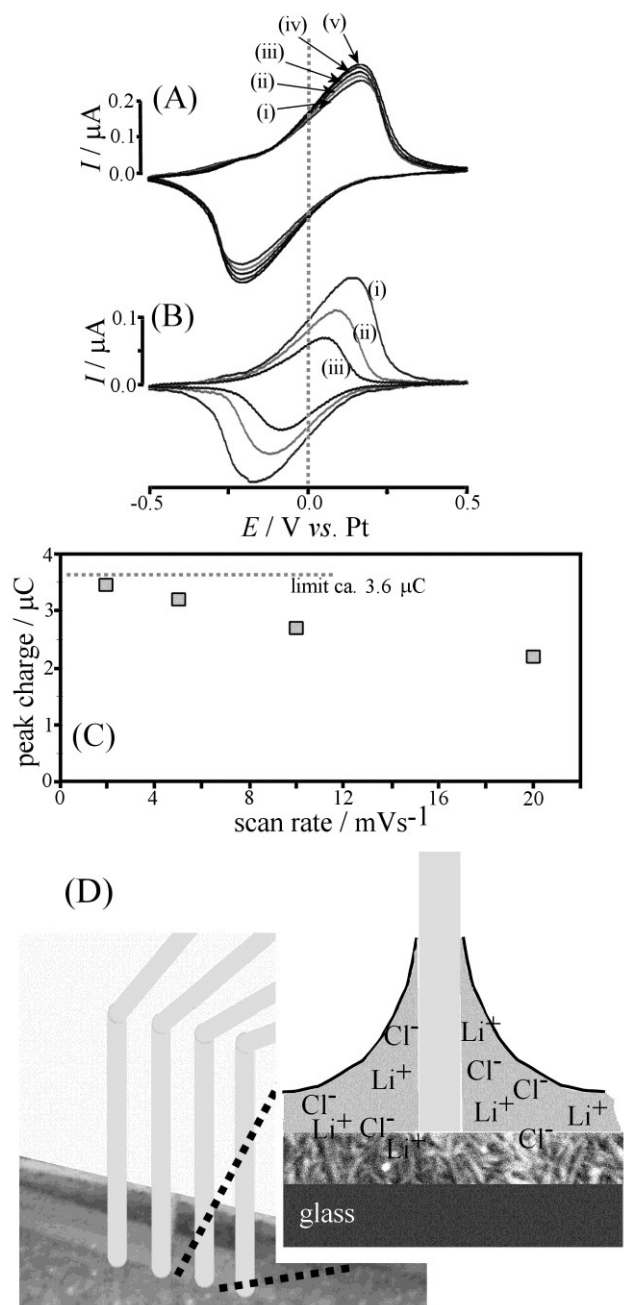 (A)
(iv)
(v)
(iii)
(ii)
(i)
I / μA
0.2
0.1
0.0
(B)
(i)
(ii)
(iii)
I / μA
0.1
0.0
-0.5
0.0
0.5
E / V vs. Pt
peak charge / μC
4
3
2
1
0
limit ca. 3.6 μC
(C)
0
4
8
12
16
20
scan rate / mVs-1
(D)
Cl- Li+
Li+ Cl- Cl-
Cl- Li+ Li+
Li+ Cl-
Li+ Cl-
glass